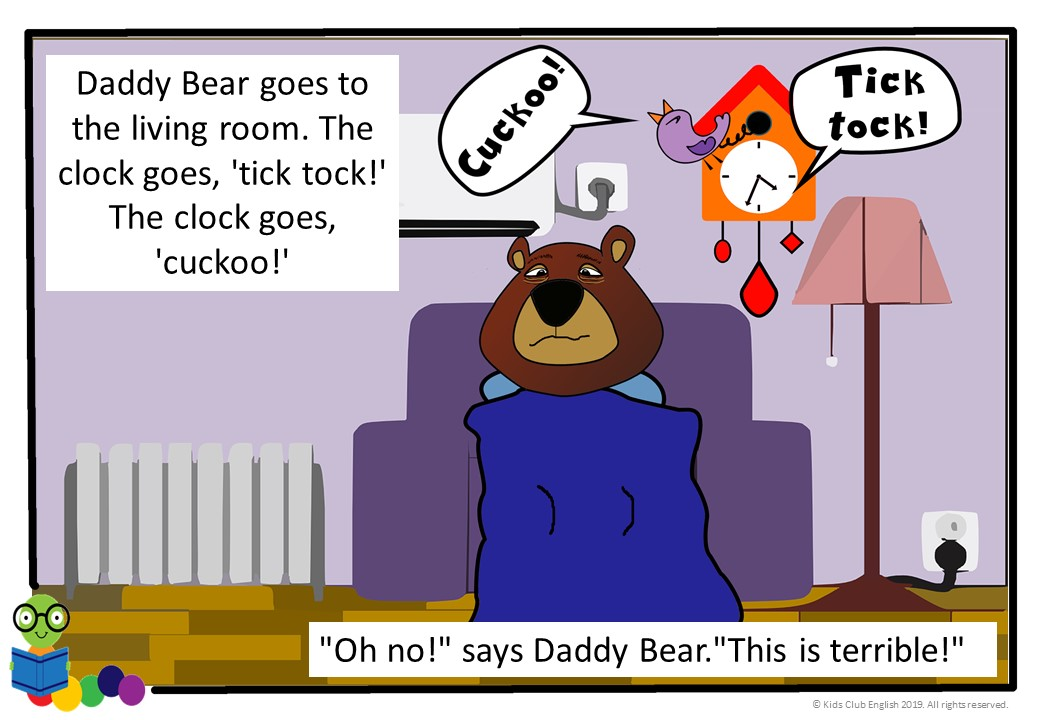 Daddy Bear goes to
the living room. The
clock goes, 'tick tock!'
The clock goes,
'cuckoo!'
Cuckoo!
Tick
tock!
"Oh no!" says Daddy Bear."This is terrible!"
© Kids Club English 2019. All rights reserved.